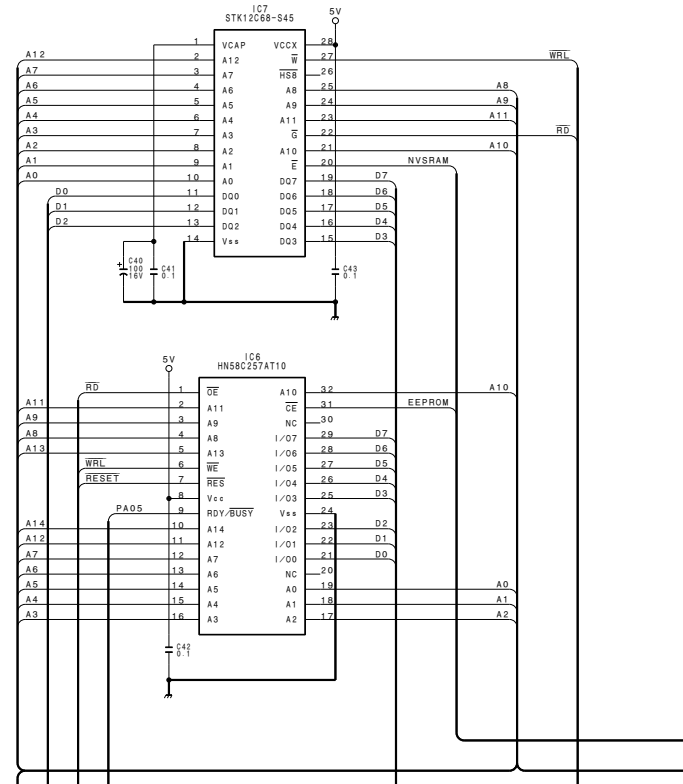 IC7
STK12C68-S45
5V
1 VCAP VCCX 28
A12 2 A12 W 27 WRL
A7 3 A7 HS8 26
A6 4 A6 A8 25 A8
A5 5 A5 A9 24 A9
A4 6 A4 A11 23 A11
A3 7 A3 G 22 RD
A2 8 A2 A10 21 A10
A1 9 A1 E 20 NVSRAM
A0 10 A0 DQ7 19 D7
D0 11 DQ0 DQ6 18 D6
D1 12 DQ1 DQ5 17 D5
D2 13 DQ2 DQ4 16 D4
14 Vss DQ3 15 D3
+ C40 100 16V
C41 0.1
C43 0.1
5V
IC6
HN58C257AT10
RD 1 OE A10 32 A10
A11 2 A11 CE 31 EEPROM
A9 3 A9 NC 30
A8 4 A8 I/O7 29 D7
A13 5 A13 I/O6 28 D6
WRL 6 WE I/O5 27 D5
RESET 7 RES I/O4 26 D4
8 Vcc I/O3 25 D3
PA05 9 RDY/BUSY Vss 24
A14 10 A14 I/O2 23 D2
A12 11 A12 I/O1 22 D1
A7 12 A7 I/O0 21 D0
A6 13 A6 NC 20
A5 14 A5 A0 19 A0
A4 15 A4 A1 18 A1
A3 16 A3 A2 17 A2
C42 0.1